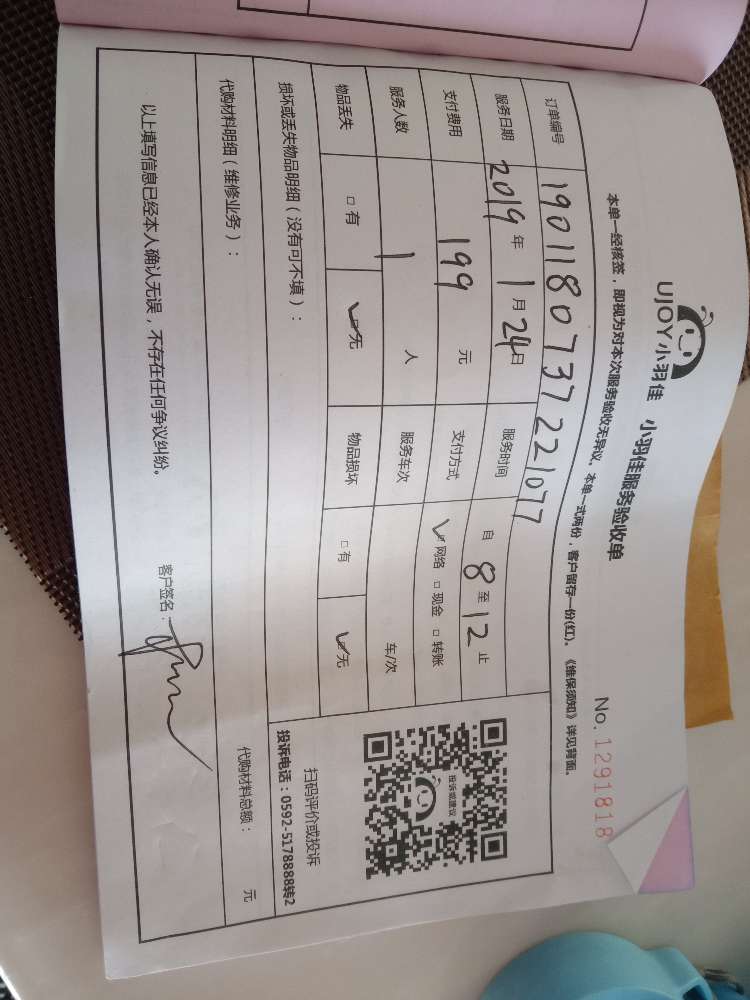 UJOY小羽佳 小羽佳服务验收单
No. 1291818
本单一经核签，即视为对本次服务验收无异议。本单一式两份，客户留存一份(红)。《维保须知》详见背面。
订单编号 1901180737221077
服务日期 2019 年 1 月 24 日 服务时间 自 8 至 12 止
支付费用 199 元 支付方式 ☑网络 □现金 □转账
服务人数 1 人 服务车次 车/次
物品丢失 □有 ☑无 物品损坏 □有 ☑无
投诉或建议
扫码评价或投诉
投诉电话：0592-5178888转2
损坏或丢失物品明细（没有可不填）：
代购材料明细（维修业务）：
代购材料总额： 元
以上填写信息已经本人确认无误，不存在任何争议纠纷。
客户签名：